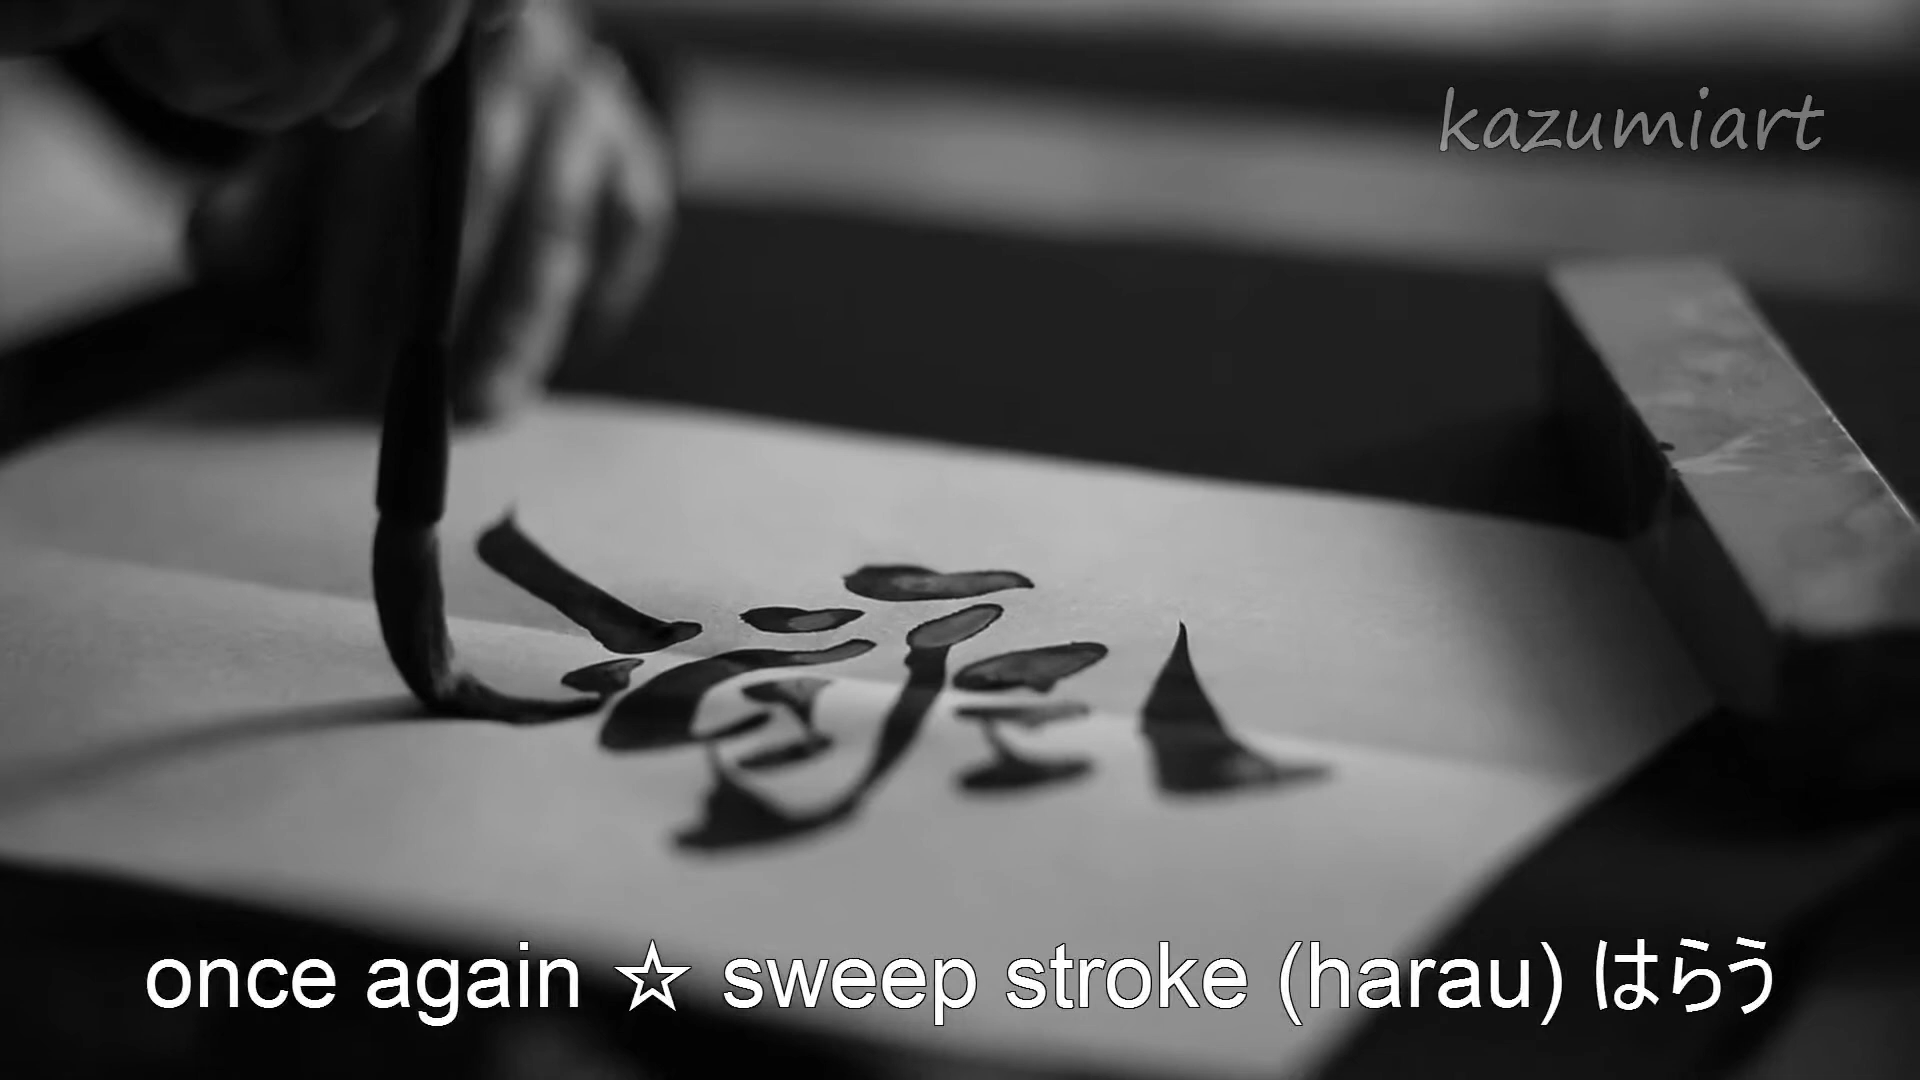 kazumiart
once again ☆ sweep stroke (harau) はらう